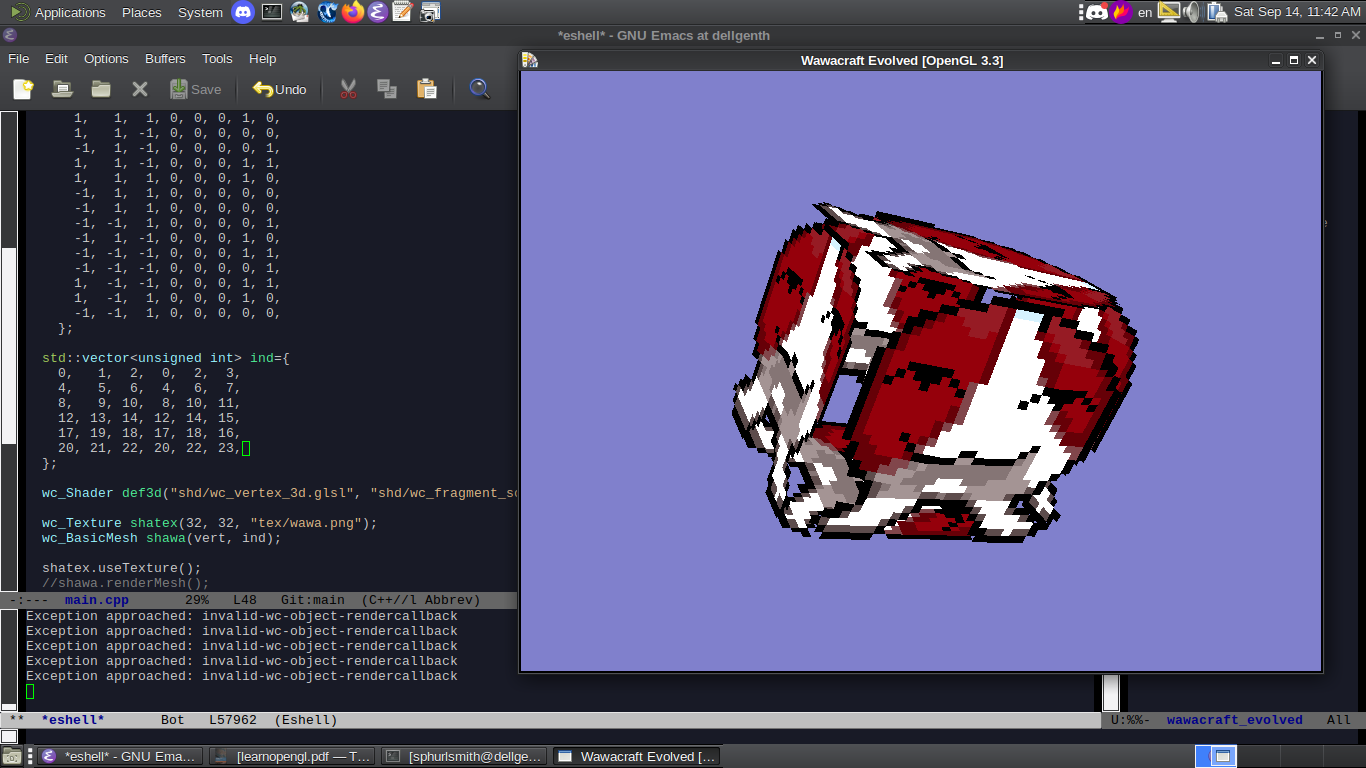 Applications Places System en Sat Sep 14, 11:42 AM
*eshell* - GNU Emacs at dellgenth
File Edit Options Buffers Tools Help
Save Undo
Wawacraft Evolved [OpenGL 3.3]
1, 1, 1, 0, 0, 0, 1, 0,
1, 1, -1, 0, 0, 0, 0, 0,
-1, 1, -1, 0, 0, 0, 0, 1,
1, 1, -1, 0, 0, 0, 1, 1,
1, 1, 1, 0, 0, 0, 1, 0,
-1, 1, 1, 0, 0, 0, 0, 0,
-1, 1, 1, 0, 0, 0, 0, 0,
-1, -1, 1, 0, 0, 0, 0, 1,
-1, 1, -1, 0, 0, 0, 1, 0,
-1, -1, -1, 0, 0, 0, 1, 1,
-1, -1, -1, 0, 0, 0, 0, 1,
1, -1, -1, 0, 0, 0, 1, 1,
1, -1, 1, 0, 0, 0, 1, 0,
-1, -1, 1, 0, 0, 0, 0, 0,
};
std::vector<unsigned int> ind={
0, 1, 2, 0, 2, 3,
4, 5, 6, 4, 6, 7,
8, 9, 10, 8, 10, 11,
12, 13, 14, 12, 14, 15,
17, 19, 18, 17, 18, 16,
20, 21, 22, 20, 22, 23,
};
wc_Shader def3d("shd/wc_vertex_3d.glsl", "shd/wc_fragment_s
wc_Texture shatex(32, 32, "tex/wawa.png");
wc_BasicMesh shawa(vert, ind);
shatex.useTexture();
//shawa.renderMesh();
-:--- main.cpp 29% L48 Git:main (C++//l Abbrev)
Exception approached: invalid-wc-object-rendercallback
Exception approached: invalid-wc-object-rendercallback
Exception approached: invalid-wc-object-rendercallback
Exception approached: invalid-wc-object-rendercallback
Exception approached: invalid-wc-object-rendercallback
** *eshell* Bot L57962 (Eshell)
U:%%- wawacraft_evolved All
*eshell* - GNU Ema... [learnopengl.pdf — T... [sphurlsmith@dellge... Wawacraft Evolved [...